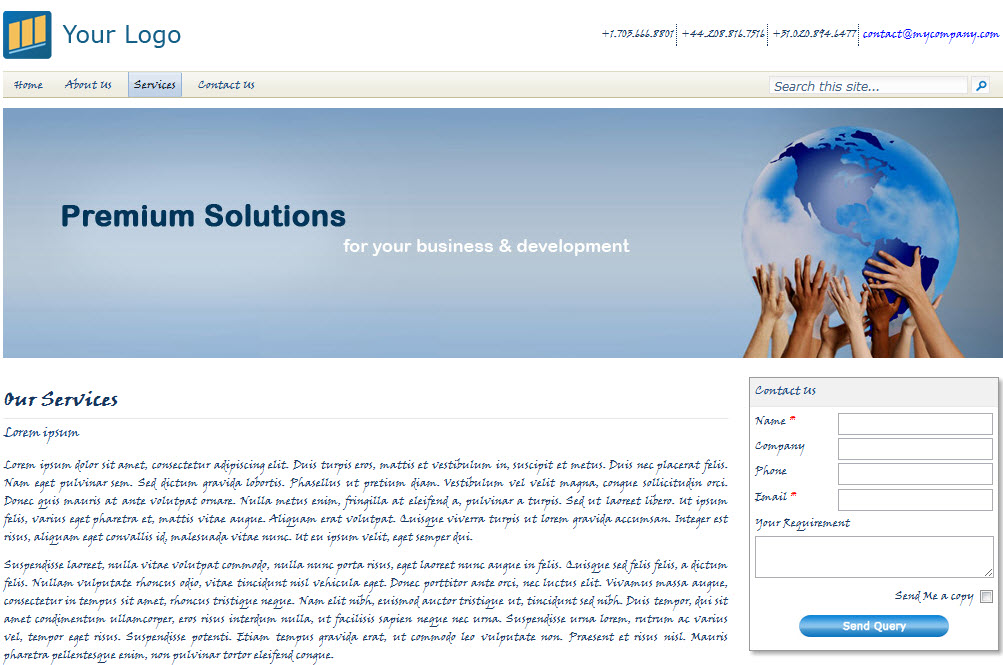 Your Logo
+1.703.666.8801 +44.208.816.7516 +31.020.894.6477 contact@mycompany.com
Home About Us Services Contact Us Search this site...
Premium Solutions
for your business & development
Our Services
Lorem ipsum
Lorem ipsum dolor sit amet, consectetur adipiscing elit. Duis turpis eros, mattis et vestibulum in, suscipit et metus. Duis nec placerat felis.
Nam eget pulvinar sem. Sed dictum gravida lobortis. Phasellus ut pretium diam. Vestibulum vel velit magna, congue sollicitudin orci.
Donec quis mauris at ante volutpat ornare. Nulla metus enim, fringilla at eleifend a, pulvinar a turpis. Sed ut laoreet libero. Ut ipsum
felis, varius eget pharetra et, mattis vitae augue. Aliquam erat volutpat. Quisque viverra turpis ut lorem gravida accumsan. Integer est
risus, aliquam eget convallis id, malesuada vitae nunc. Ut eu ipsum velit, eget semper dui.
Suspendisse laoreet, nulla vitae volutpat commodo, nulla nunc porta risus, eget laoreet nunc augue in felis. Quisque sed felis felis, a dictum
felis. Nullam vulputate rhoncus odio, vitae tincidunt nisl vehicula eget. Donec porttitor ante orci, nec luctus elit. Vivamus massa augue,
consectetur in tempus sit amet, rhoncus tristique neque. Nam elit nibh, euismod auctor tristique ut, tincidunt sed nibh. Duis tempor, dui sit
amet condimentum ullamcorper, eros risus interdum nulla, ut facilisis sapien neque nec urna. Suspendisse urna lorem, rutrum ac varius
vel, tempor eget risus. Suspendisse potenti. Etiam tempus gravida erat, ut commodo leo vulputate non. Praesent et risus nisl. Mauris
pharetra pellentesque enim, non pulvinar tortor eleifend congue.
Contact Us
Name *
Company
Phone
Email *
Your Requirement
Send Me a copy
Send Query